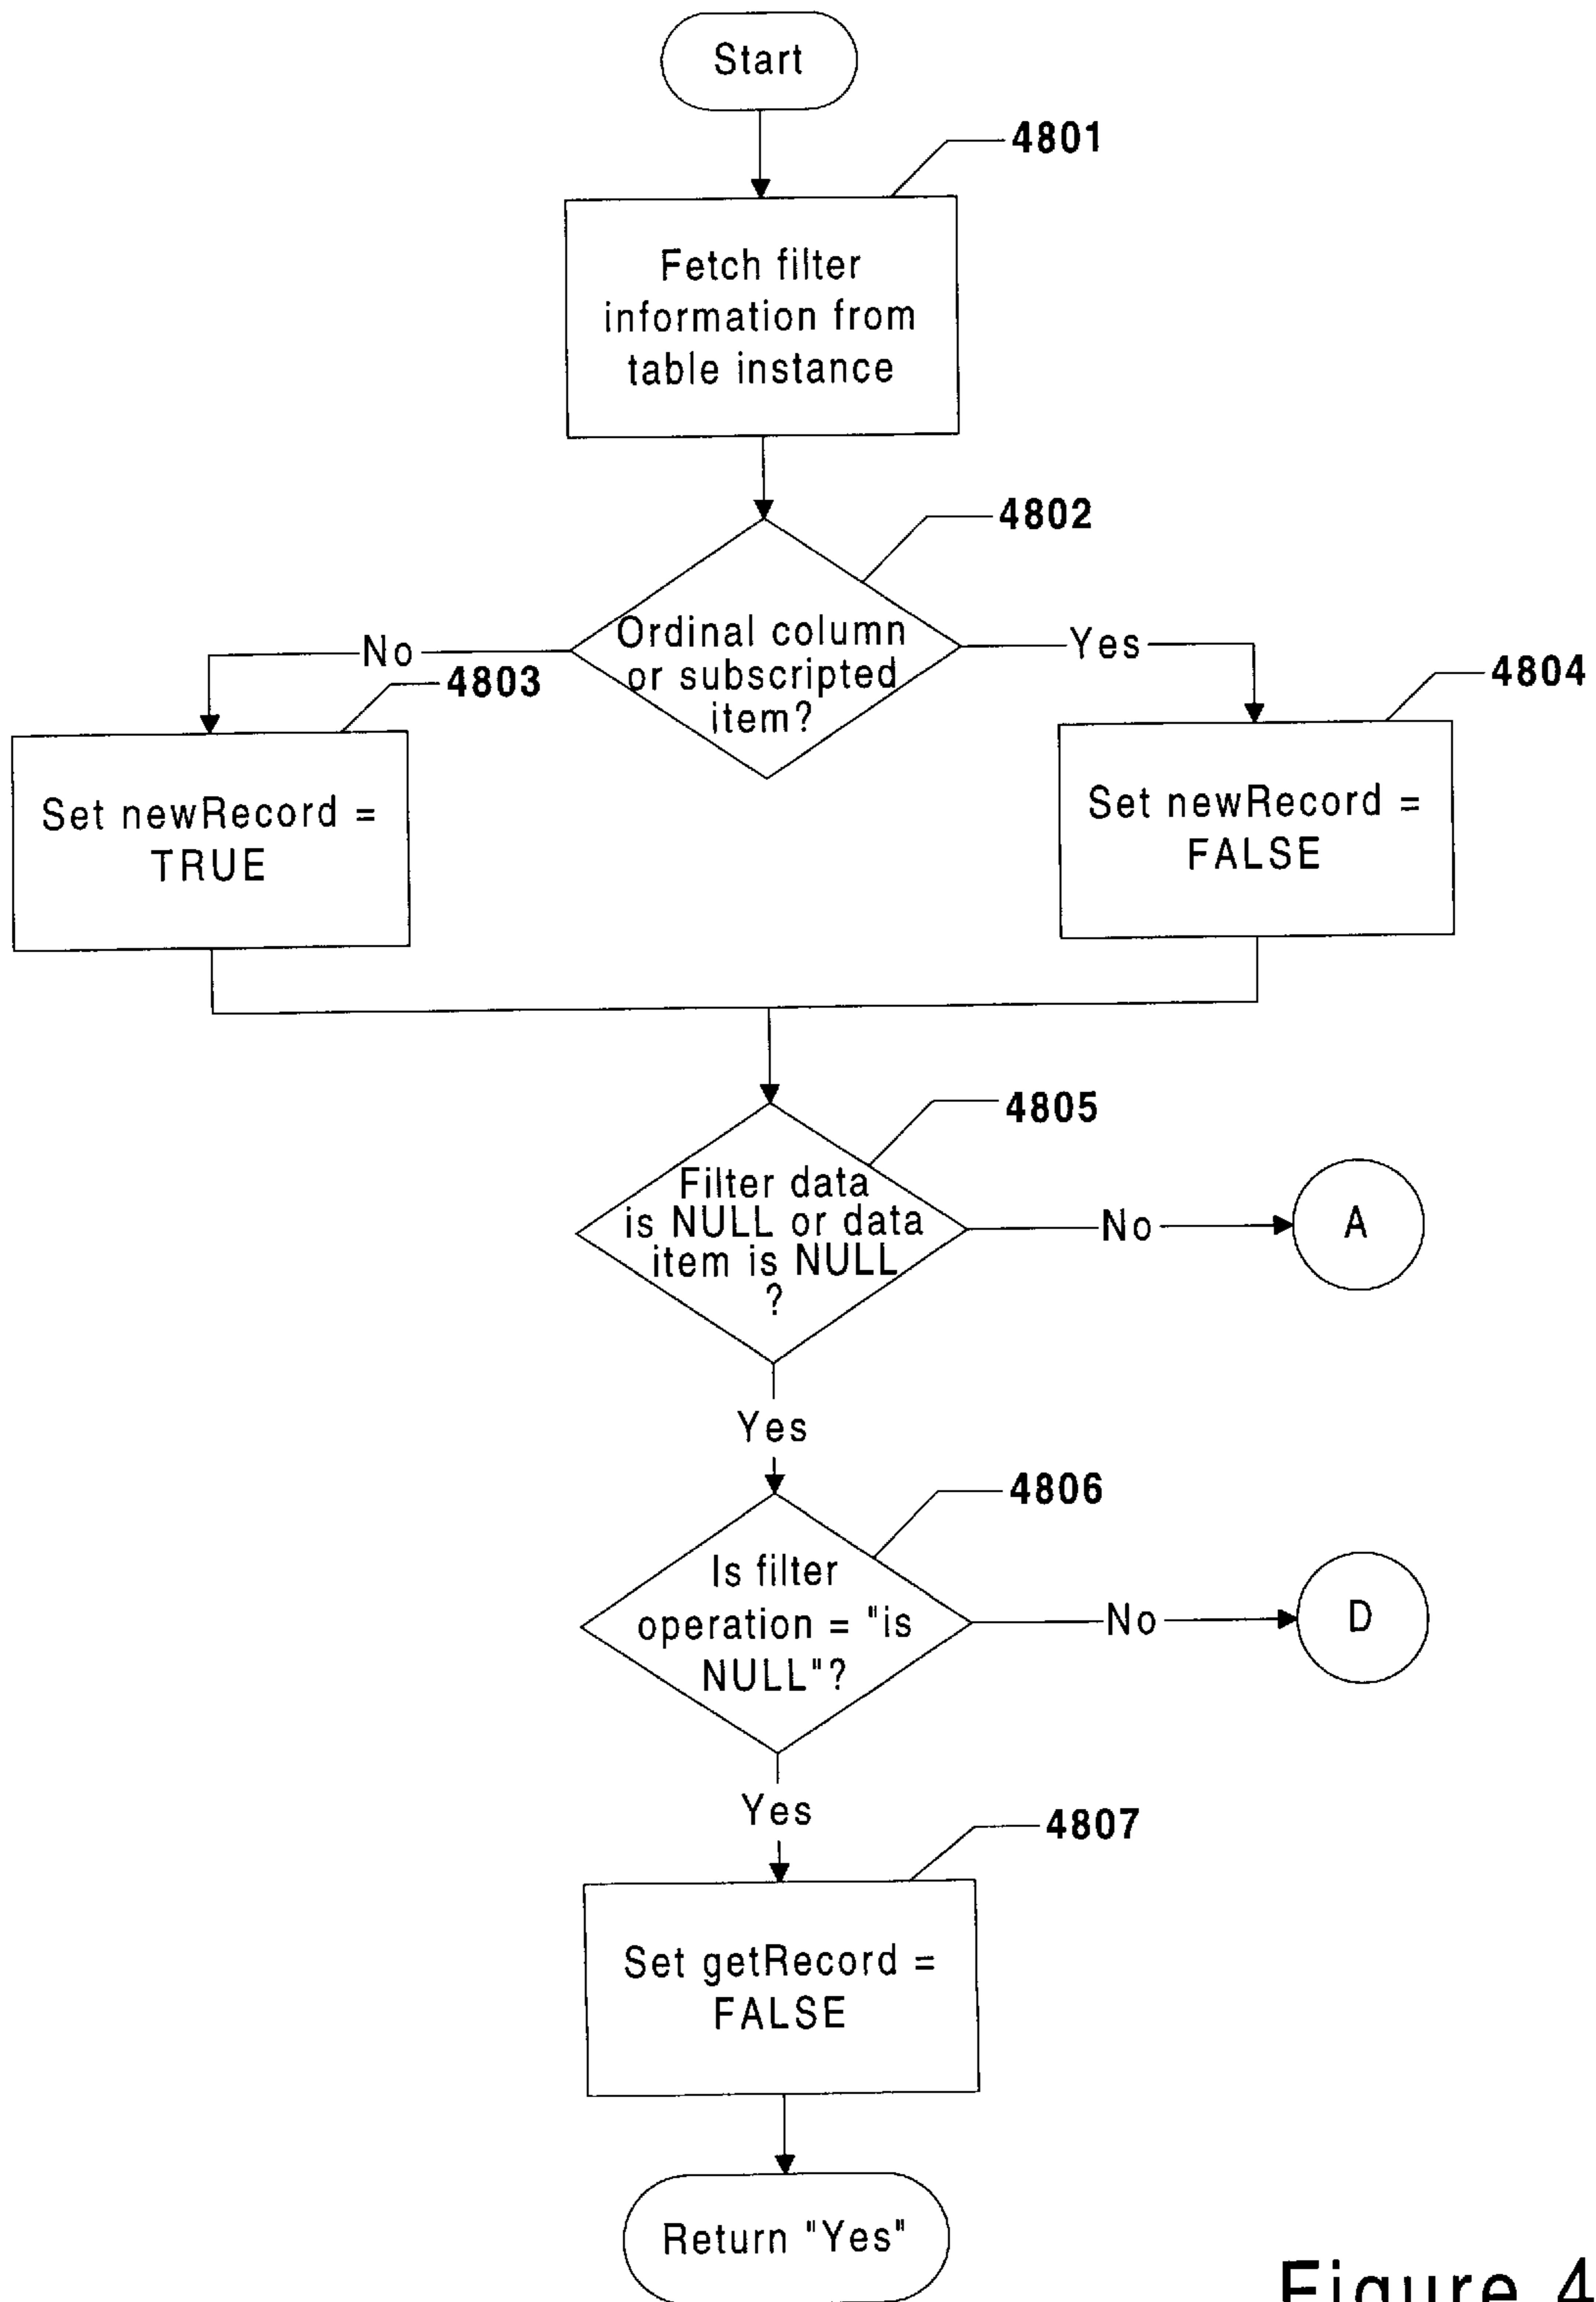 Start
4801
Fetch filter
information from
table instance
4802
Ordinal column
or subscripted
item?
No
Yes
4803
4804
Set newRecord =
TRUE
Set newRecord =
FALSE
4805
Filter data
is NULL or data
item is NULL
?
No
A
Yes
4806
Is filter
operation = "is
NULL"?
No
D
Yes
4807
Set getRecord =
FALSE
Return "Yes"
Figure 4